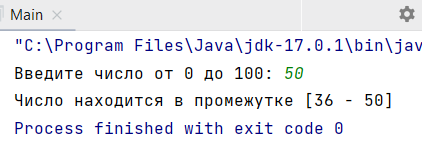 Main
"C:\Program Files\Java\jdk-17.0.1\bin\jav
Введите число от 0 до 100: 50
Число находится в промежутке [36 - 50]
Process finished with exit code 0